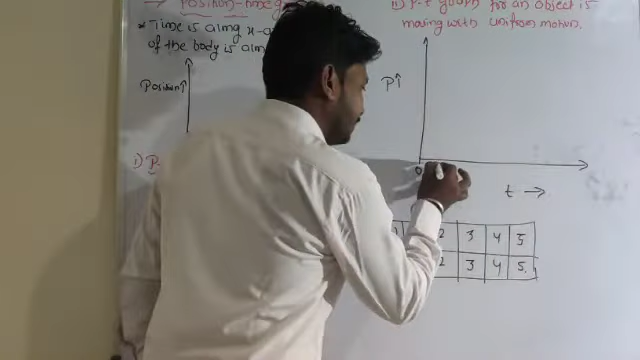 Position-
* Time is along x-a
of the body is alon
Position↑
i) P
ii) P-t graph for an object is
moving with uniform motion.
P↑
0
t →
2 3 4 5
2 3 4 5